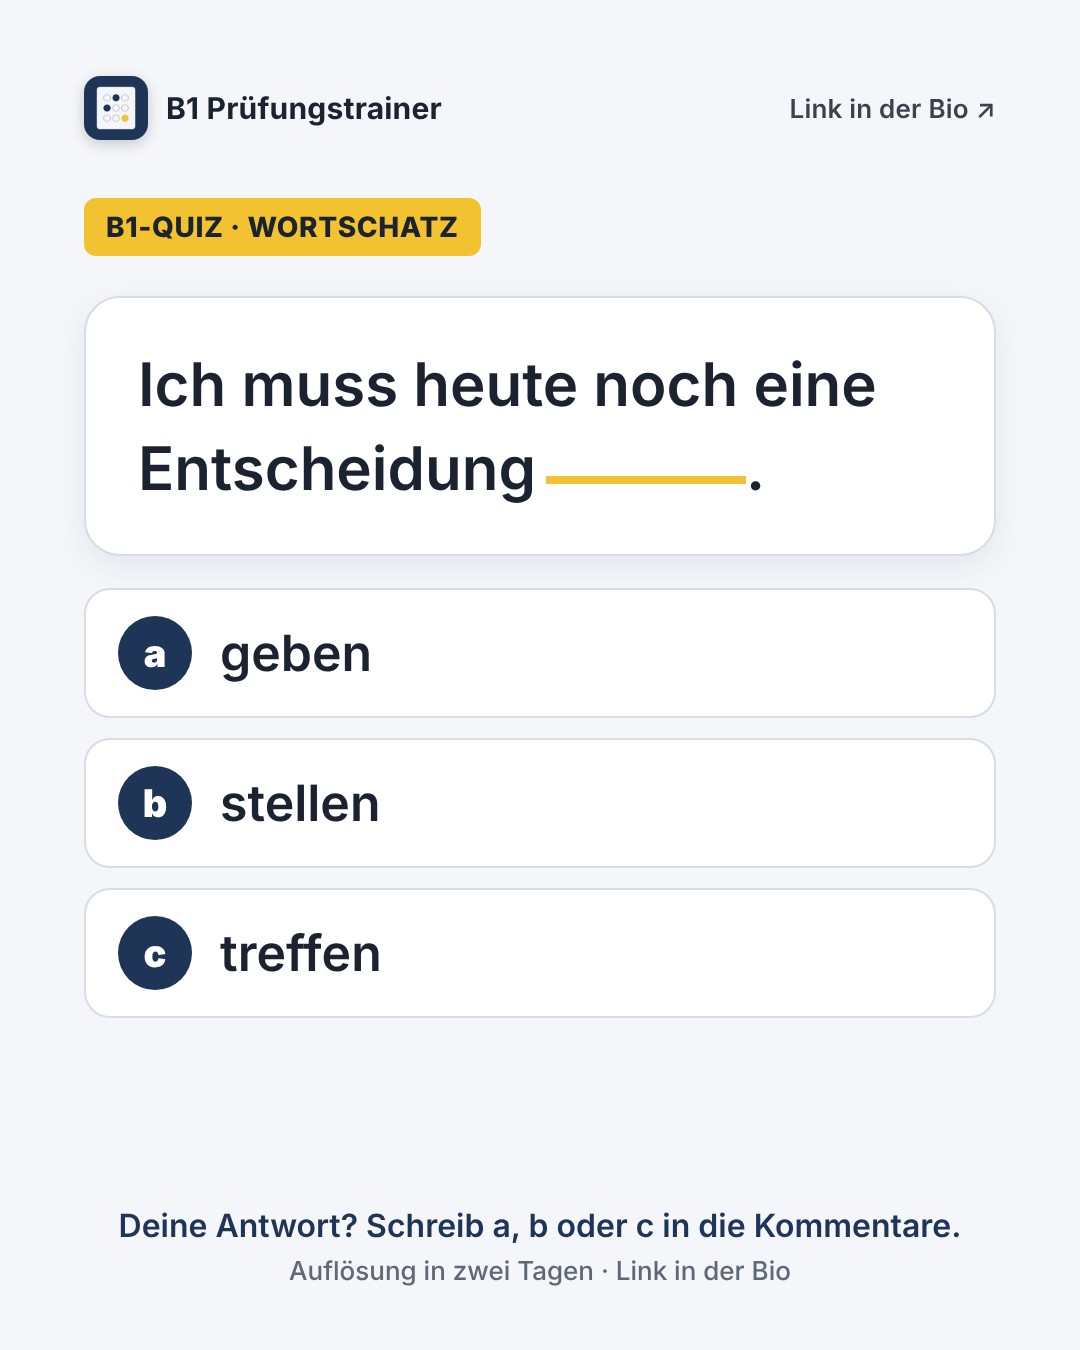 B1 Prüfungstrainer
Link in der Bio ↗
B1-QUIZ · WORTSCHATZ
Ich muss heute noch eine
Entscheidung ______.
a geben
b stellen
c treffen
Deine Antwort? Schreib a, b oder c in die Kommentare.
Auflösung in zwei Tagen · Link in der Bio